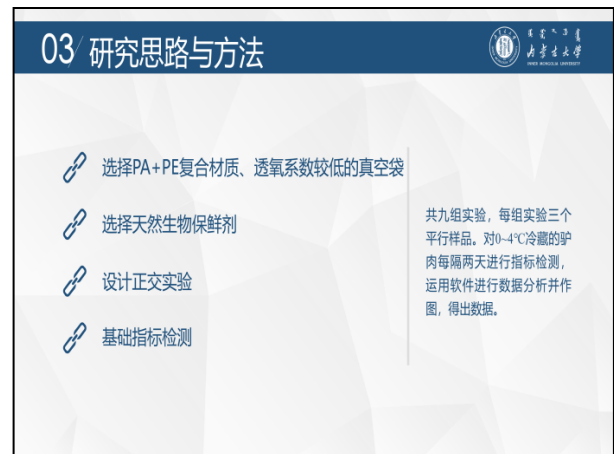 03 研究思路与方法
内蒙古大学
INNER MONGOLIA UNIVERSITY
选择PA+PE复合材质、透氧系数较低的真空袋
选择天然生物保鲜剂
设计正交实验
基础指标检测
共九组实验，每组实验三个
平行样品。对0~4℃冷藏的驴
肉每隔两天进行指标检测，
运用软件进行数据分析并作
图，得出数据。